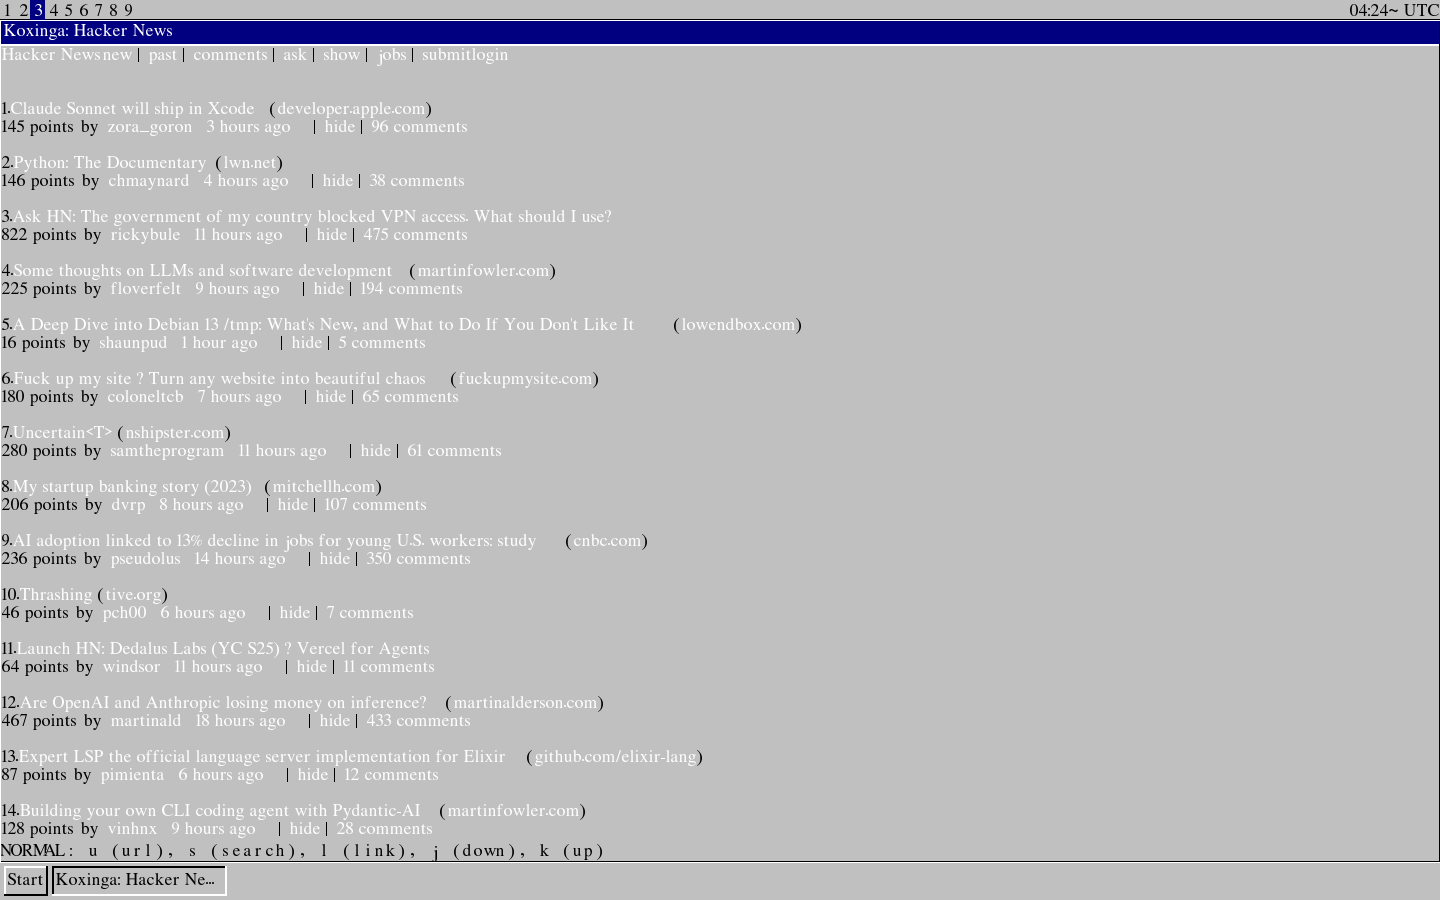 1 2 3 4 5 6 7 8 9 04:24~ UTC
Koxinga: Hacker News
Hacker News new | past | comments | ask | show | jobs | submit login
1. Claude Sonnet will ship in Xcode (developer.apple.com)
145 points by zora_goron 3 hours ago | hide | 96 comments
2. Python: The Documentary (lwn.net)
146 points by chmaynard 4 hours ago | hide | 38 comments
3. Ask HN: The government of my country blocked VPN access. What should I use?
822 points by rickybule 11 hours ago | hide | 475 comments
4. Some thoughts on LLMs and software development (martinfowler.com)
225 points by floverfelt 9 hours ago | hide | 194 comments
5. A Deep Dive into Debian 13 /tmp: What's New, and What to Do If You Don't Like It (lowendbox.com)
16 points by shaunpud 1 hour ago | hide | 5 comments
6. Fuck up my site ? Turn any website into beautiful chaos (fuckupmysite.com)
180 points by coloneltcb 7 hours ago | hide | 65 comments
7. Uncertain<T> (nshipster.com)
280 points by samtheprogram 11 hours ago | hide | 61 comments
8. My startup banking story (2023) (mitchellh.com)
206 points by dvrp 8 hours ago | hide | 107 comments
9. AI adoption linked to 13% decline in jobs for young U.S. workers: study (cnbc.com)
236 points by pseudolus 14 hours ago | hide | 350 comments
10. Thrashing (tive.org)
46 points by pch00 6 hours ago | hide | 7 comments
11. Launch HN: Dedalus Labs (YC S25) ? Vercel for Agents
64 points by windsor 11 hours ago | hide | 11 comments
12. Are OpenAI and Anthropic losing money on inference? (martinalderson.com)
467 points by martinald 18 hours ago | hide | 433 comments
13. Expert LSP the official language server implementation for Elixir (github.com/elixir-lang)
87 points by pimienta 6 hours ago | hide | 12 comments
14. Building your own CLI coding agent with Pydantic-AI (martinfowler.com)
128 points by vinhnx 9 hours ago | hide | 28 comments
NORMAL: u (url), s (search), l (link), j (down), k (up)
Start Koxinga: Hacker Ne...